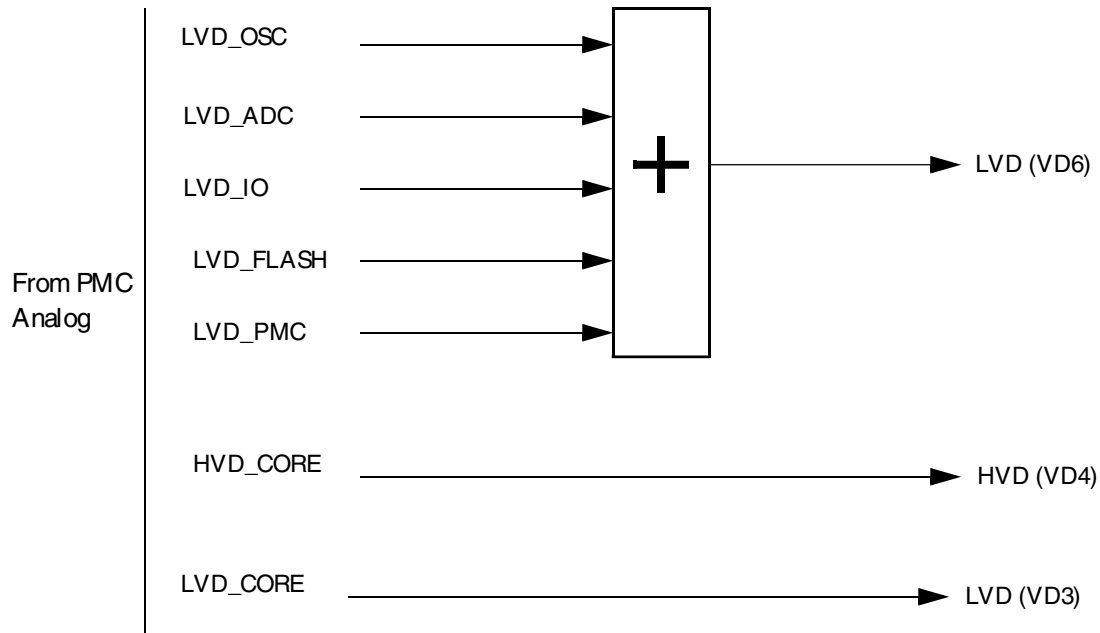 LVD_OSC
LVD_ADC
LVD_IO
LVD_FLASH
LVD_PMC
From PMC
Analog
+
LVD (VD6)
HVD_CORE
HVD (VD4)
LVD_CORE
LVD (VD3)